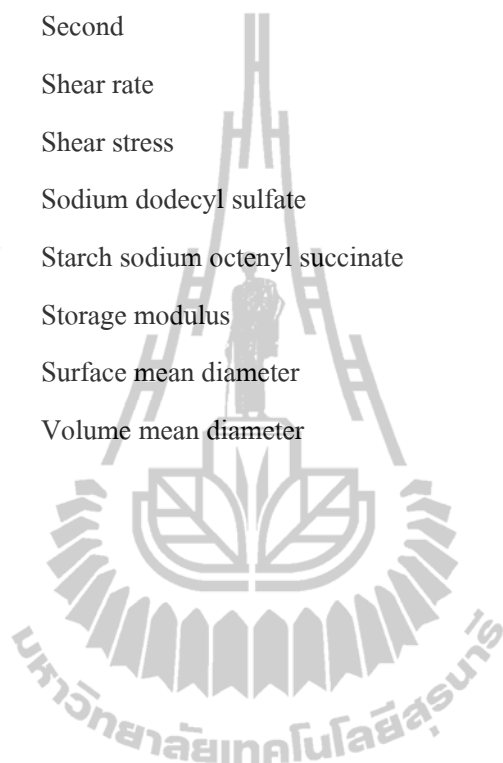 Second
Shear rate
Shear stress
Sodium dodecyl sulfate
Starch sodium octenyl succinate
Storage modulus
Surface mean diameter
Volume mean diameter
มหาวิทยาลัยเทคโนโลยีสุรนารี